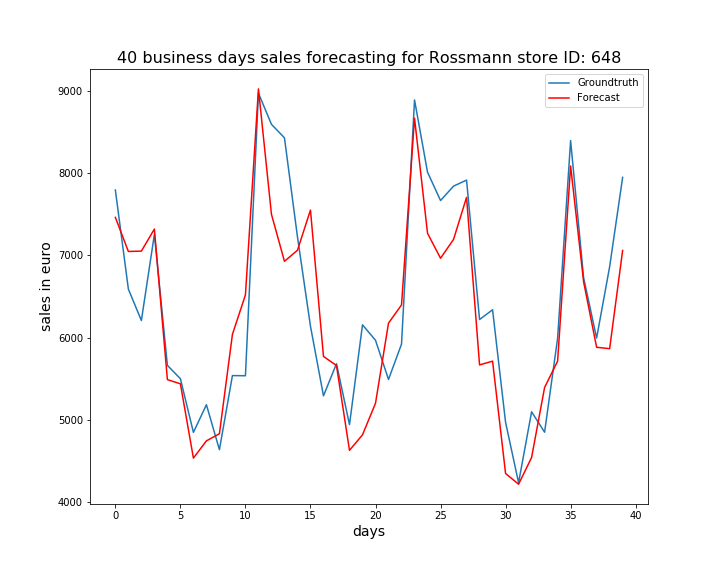 40 business days sales forecasting for Rossmann store ID: 648
Groundtruth
Forecast
9000
8000
7000
6000
5000
4000
sales in euro
0 5 10 15 20 25 30 35 40
days